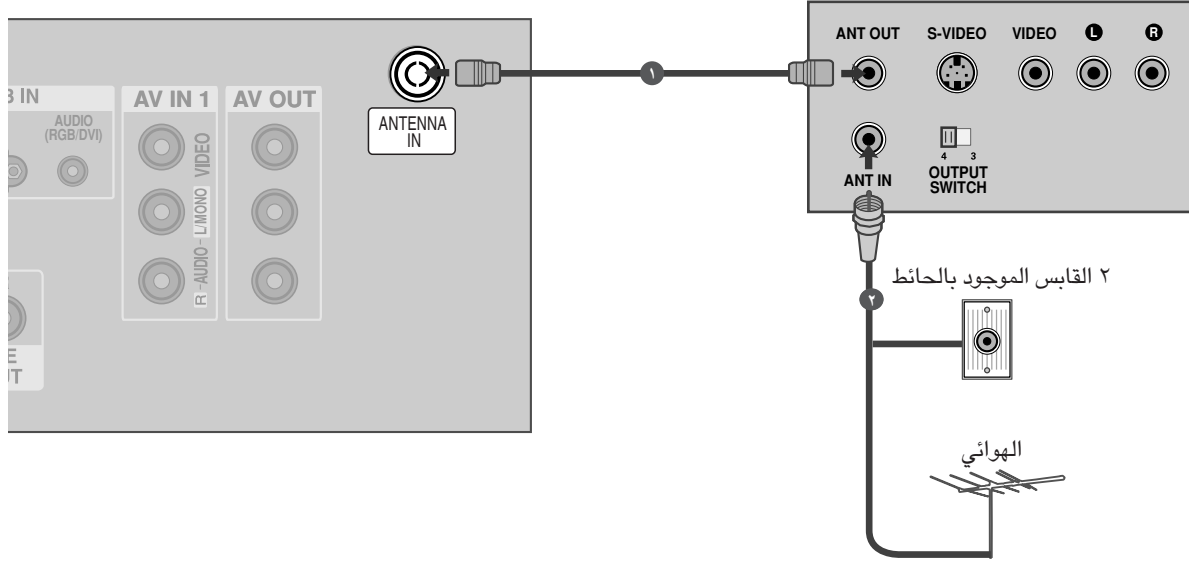 B IN
AUDIO
(RGB/DVI)
AV IN 1
AV OUT
VIDEO
L/MONO
R
AUDIO
ANTENNA
IN
١
ANT OUT
S-VIDEO
VIDEO
L
R
ANT IN
4 3
OUTPUT
SWITCH
٢ القابس الموجود بالحائط
٢
الهوائي